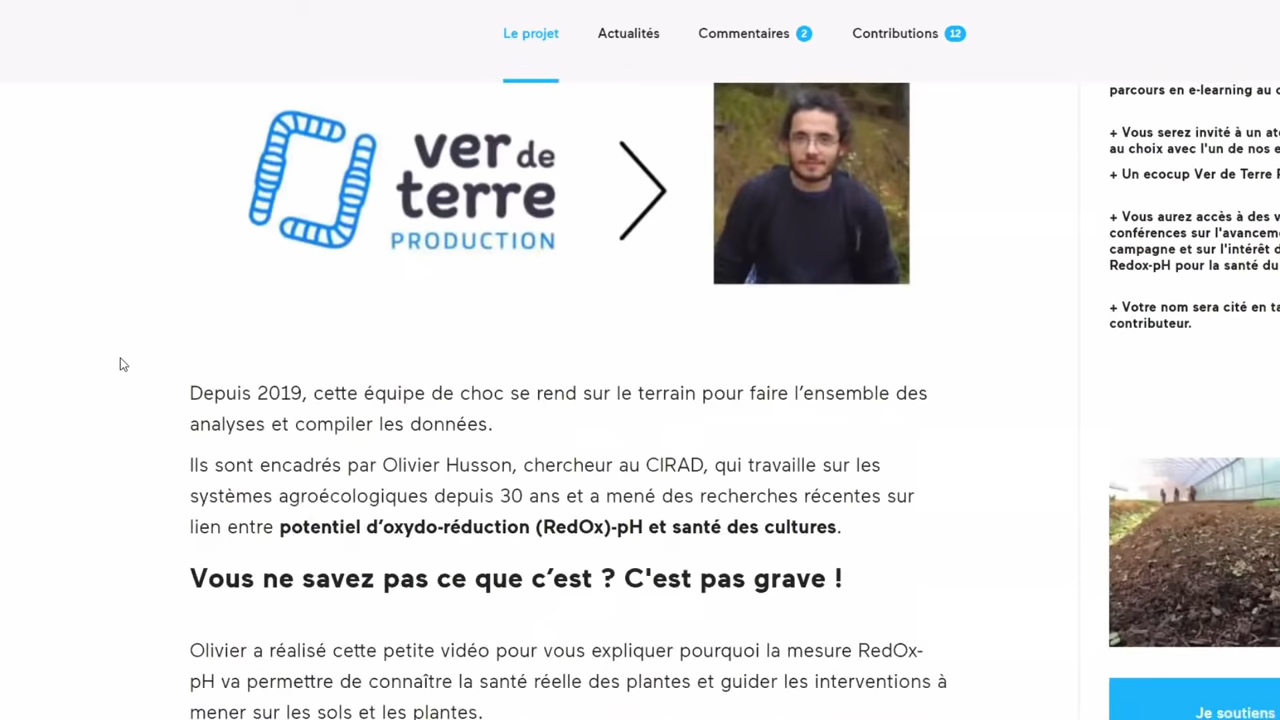 Le projet
Actualités
Commentaires 2
Contributions 12
ver de
terre
PRODUCTION
Depuis 2019, cette équipe de choc se rend sur le terrain pour faire l’ensemble des
analyses et compiler les données.
Ils sont encadrés par Olivier Husson, chercheur au CIRAD, qui travaille sur les
systèmes agroécologiques depuis 30 ans et a mené des recherches récentes sur
lien entre potentiel d’oxydo-réduction (RedOx)-pH et santé des cultures.
Vous ne savez pas ce que c’est ? C'est pas grave !
Olivier a réalisé cette petite vidéo pour vous expliquer pourquoi la mesure RedOx-
pH va permettre de connaître la santé réelle des plantes et guider les interventions à
mener sur les sols et les plantes.
parcours en e-learning au
+ Vous serez invité à un
au choix avec l'un de nos
+ Un ecocup Ver de Terre
+ Vous aurez accès à des
conférences sur
campagne et sur l'intérêt
Redox-pH pour la santé du
+ Votre nom sera cité en
contributeur.
Je soutiens